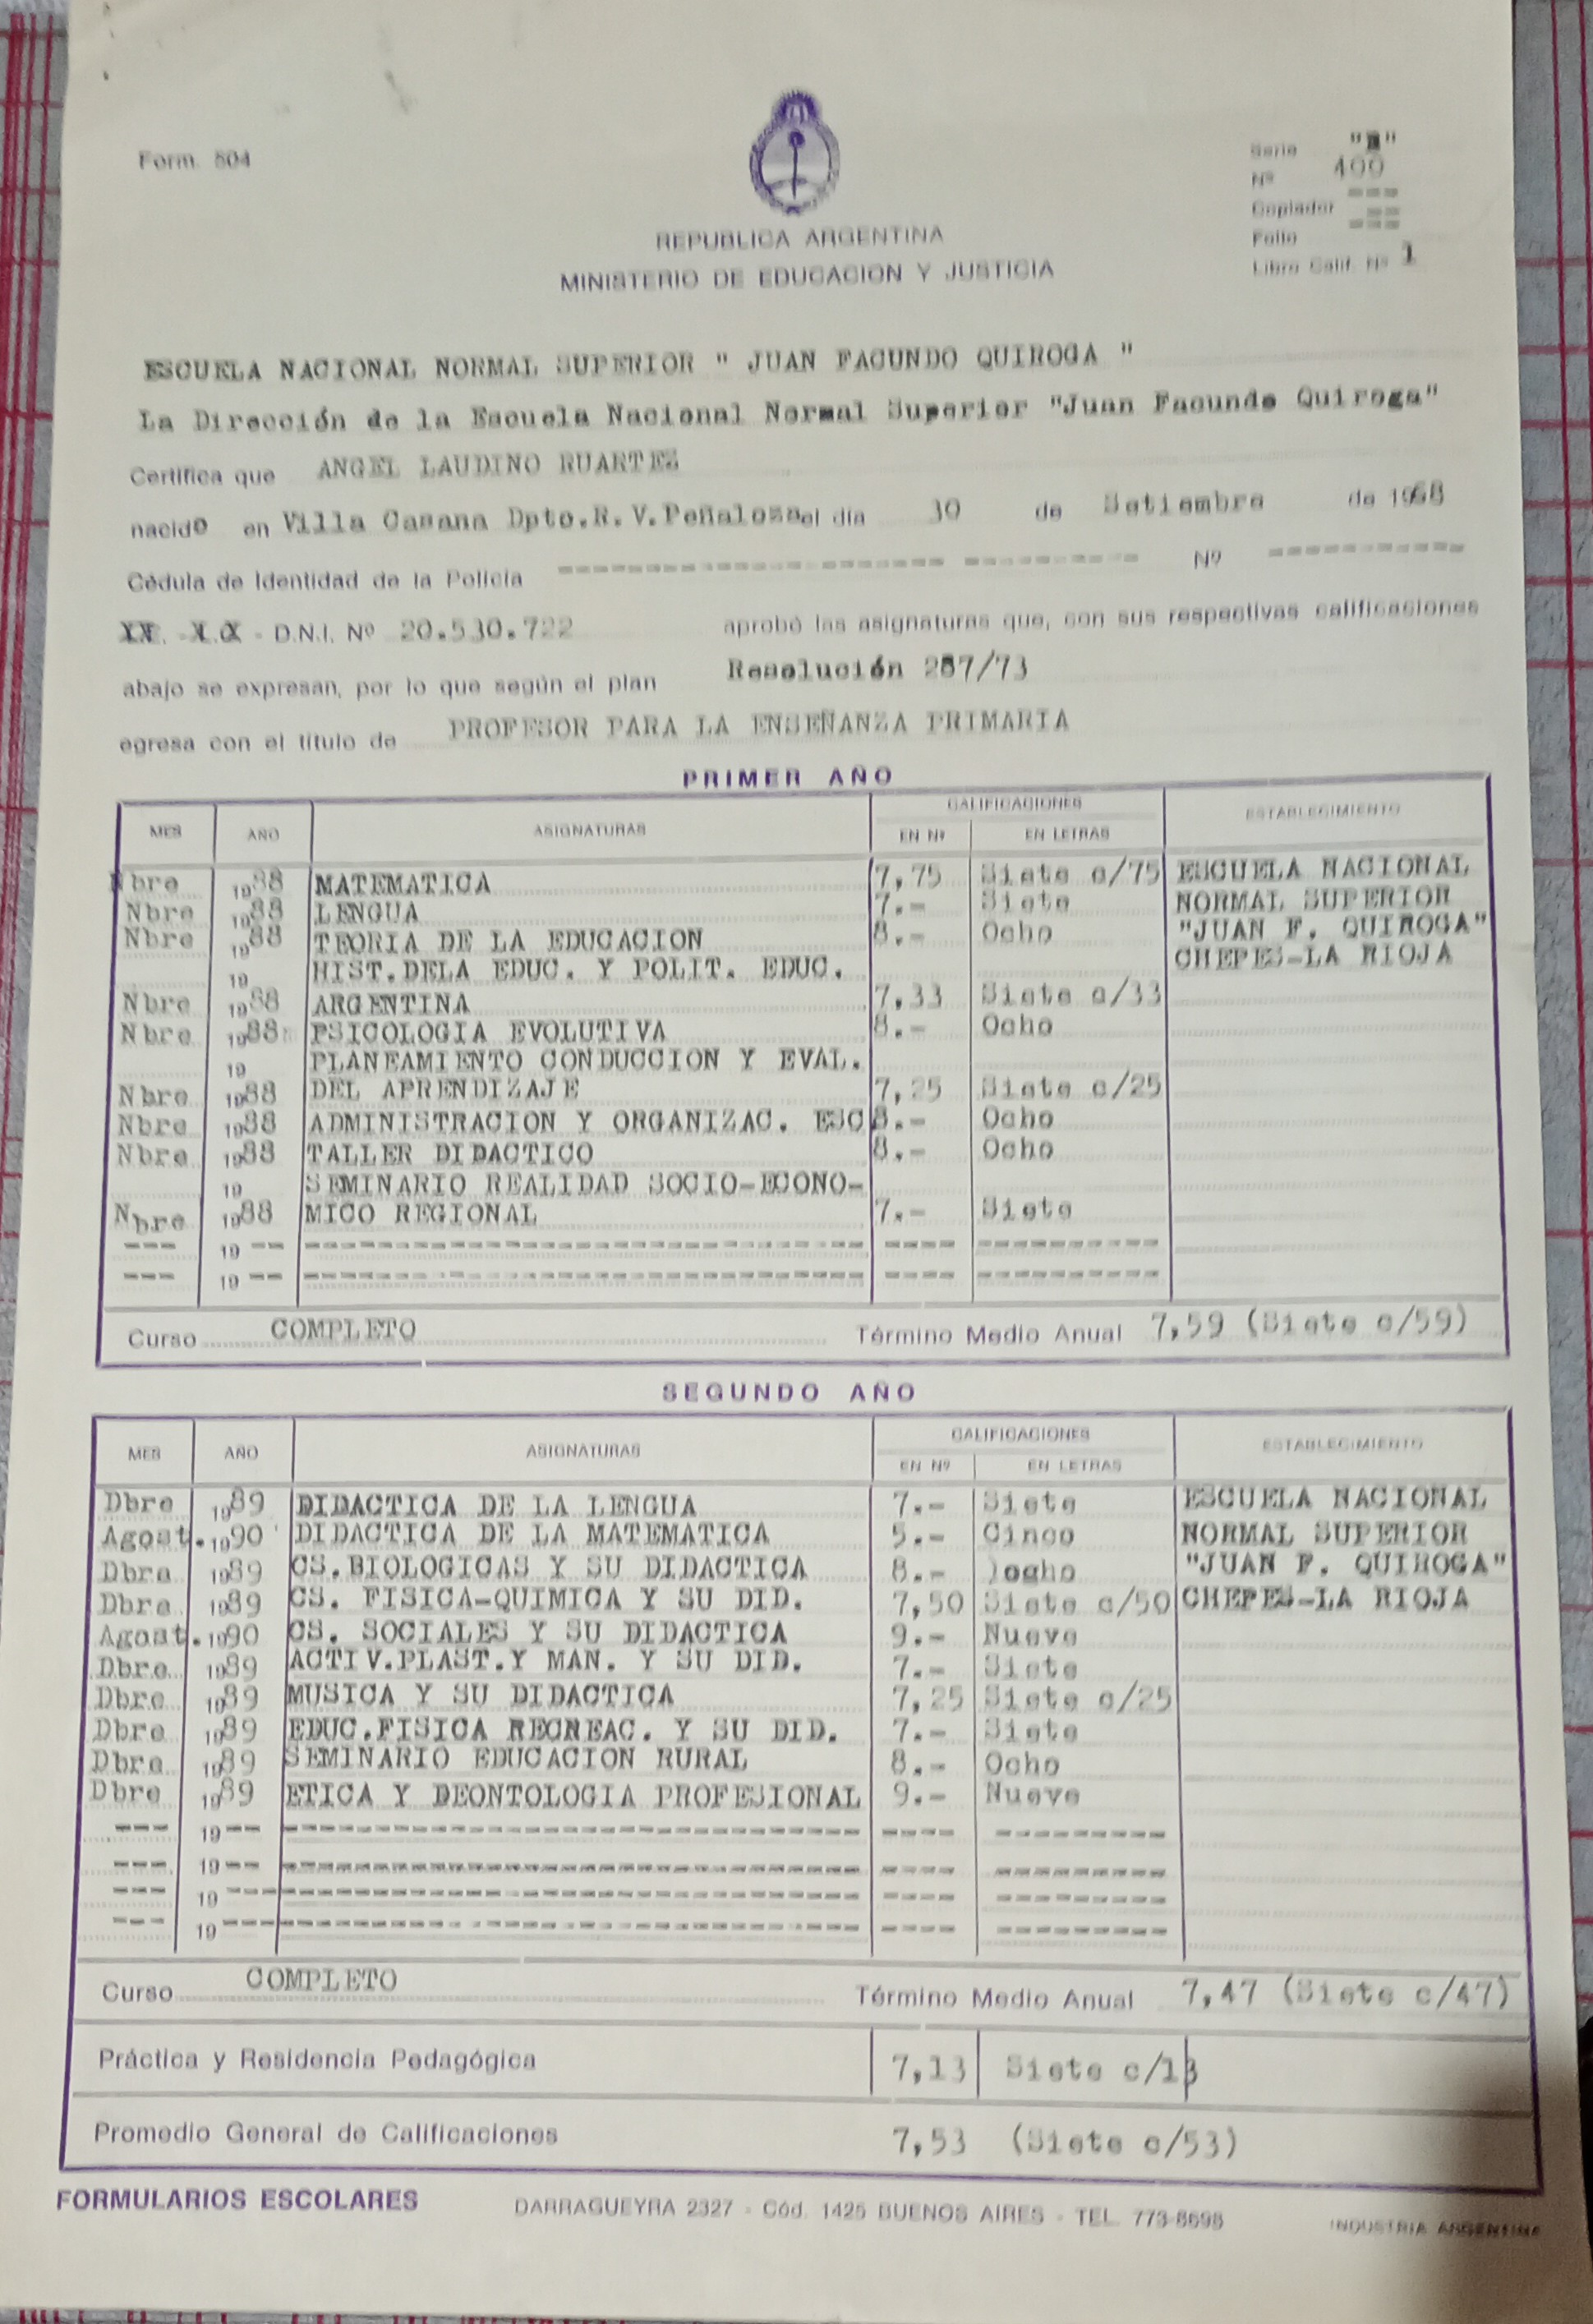 Form. 504
Serie "B"
Nº 400
Copiador ---
Folio ---
Libro Calif. Nº 1
REPUBLICA ARGENTINA
MINISTERIO DE EDUCACION Y JUSTICIA
ESCUELA NACIONAL NORMAL SUPERIOR " JUAN FACUNDO QUIROGA "
La Dirección de la Escuela Nacional Normal Superior "Juan Facundo Quiroga"
Certifica que ANGEL LAUDINO RUARTEZ
nacido en Villa Casana Dpto.R.V.Peñaloza el día 30 de Setiembre de 1968
Cédula de Identidad de la Policía -------------------- --------- Nº ----------
D.N.I. Nº 20.530.722 aprobó las asignaturas que, con sus respectivas calificaciones
abajo se expresan, por lo que según el plan Resolución 287/73
egresa con el título de PROFESOR PARA LA ENSEÑANZA PRIMARIA
PRIMER AÑO
MES AÑO ASIGNATURAS CALIFICACIONES ESTABLECIMIENTO
EN Nº EN LETRAS
Nbre 1988 MATEMATICA 7,75 Siete c/75 ESCUELA NACIONAL
Nbre 1988 LENGUA 7.- Siete NORMAL SUPERIOR
Nbre 1988 TEORIA DE LA EDUCACION 8.- Ocho "JUAN F. QUIROGA"
19 HIST.DELA EDUC. Y POLIT. EDUC. CHEPES-LA RIOJA
Nbre 1988 ARGENTINA 7,33 Siete c/33
Nbre 1988 PSICOLOGIA EVOLUTIVA 8.- Ocho
19 PLANEAMIENTO CONDUCCION Y EVAL.
Nbre 1988 DEL APRENDIZAJE 7,25 Siete c/25
Nbre 1988 ADMINISTRACION Y ORGANIZAC. ESC 8.- Ocho
Nbre 1988 TALLER DIDACTICO 8.- Ocho
19 SEMINARIO REALIDAD SOCIO-ECONO-
Nbre 1988 MICO REGIONAL 7.- Siete
--- 19 -- ------------------------------- ---- ----------
--- 19 -- ------------------------------- ---- ----------
Curso COMPLETO Término Medio Anual 7,59 (Siete c/59)
SEGUNDO AÑO
MES AÑO ASIGNATURAS CALIFICACIONES ESTABLECIMIENTO
EN Nº EN LETRAS
Dbre 1989 DIDACTICA DE LA LENGUA 7.- Siete ESCUELA NACIONAL
Agost. 1990 DIDACTICA DE LA MATEMATICA 5.- Cinco NORMAL SUPERIOR
Dbre 1989 CS.BIOLOGICAS Y SU DIDACTICA 8.- "JUAN F. QUIROGA"
Dbre 1989 CS. FISICA-QUIMICA Y SU DID. 7,50 Siete c/50 CHEPES-LA RIOJA
Agost. 1990 CS. SOCIALES Y SU DIDACTICA 9.- Nueve
Dbre 1989 ACTIV.PLAST.Y MAN. Y SU DID. 7.- Siete
Dbre 1989 MUSICA Y SU DIDACTICA 7,25 Siete c/25
Dbre 1989 EDUC.FISICA RECREAC. Y SU DID. 7.- Siete
Dbre 1989 SEMINARIO EDUCACION RURAL 8.- Ocho
Dbre 1989 ETICA Y DEONTOLOGIA PROFESIONAL 9.- Nueve
--- 19 -- -------------------------------- ---- ---------
--- 19 -- -------------------------------- ---- ---------
--- 19 -- -------------------------------- ---- ---------
--- 19 -- -------------------------------- ---- ---------
Curso COMPLETO Término Medio Anual 7,47 (Siete c/47)
Práctica y Residencia Pedagógica 7,13 Siete c/13
Promedio General de Calificaciones 7,53 (Siete c/53)
FORMULARIOS ESCOLARES DARRAGUEYRA 2327 - Cód. 1425 BUENOS AIRES - TEL. 773-8698 INDUSTRIA ARGENTINA